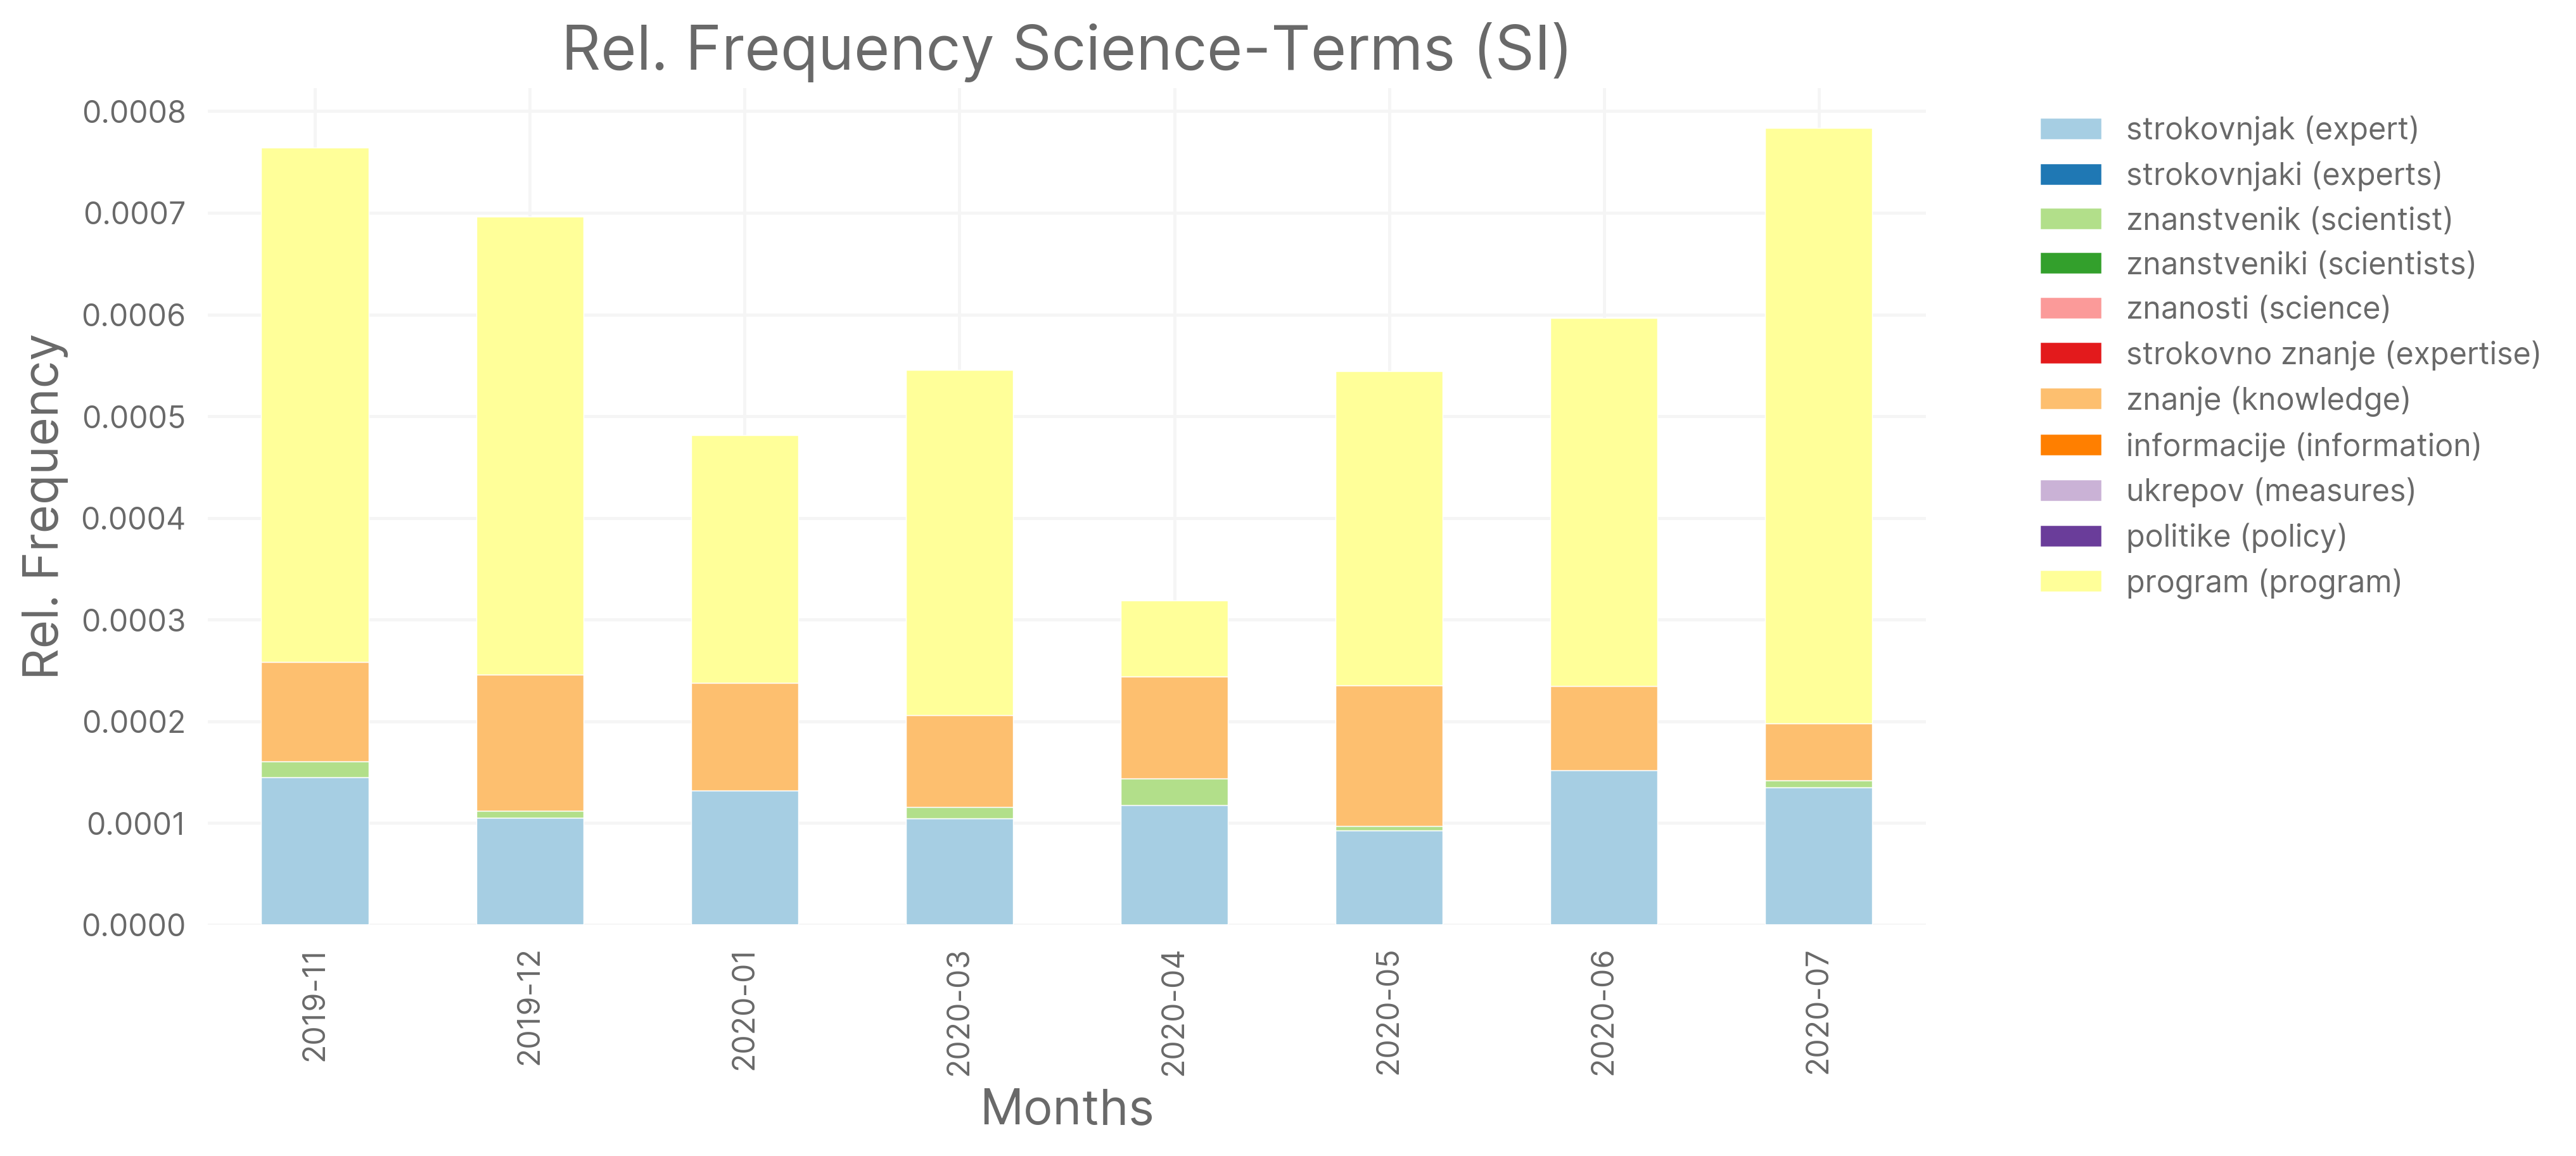 Rel. Frequency Science-Terms (SI)
Rel. Frequency
0.0008
0.0007
0.0006
0.0005
0.0004
0.0003
0.0002
0.0001
0.0000
2019-11
2019-12
2020-01
2020-03
2020-04
2020-05
2020-06
2020-07
Months
strokovnjak (expert)
strokovnjaki (experts)
znanstvenik (scientist)
znanstveniki (scientists)
znanosti (science)
strokovno znanje (expertise)
znanje (knowledge)
informacije (information)
ukrepov (measures)
politike (policy)
program (program)